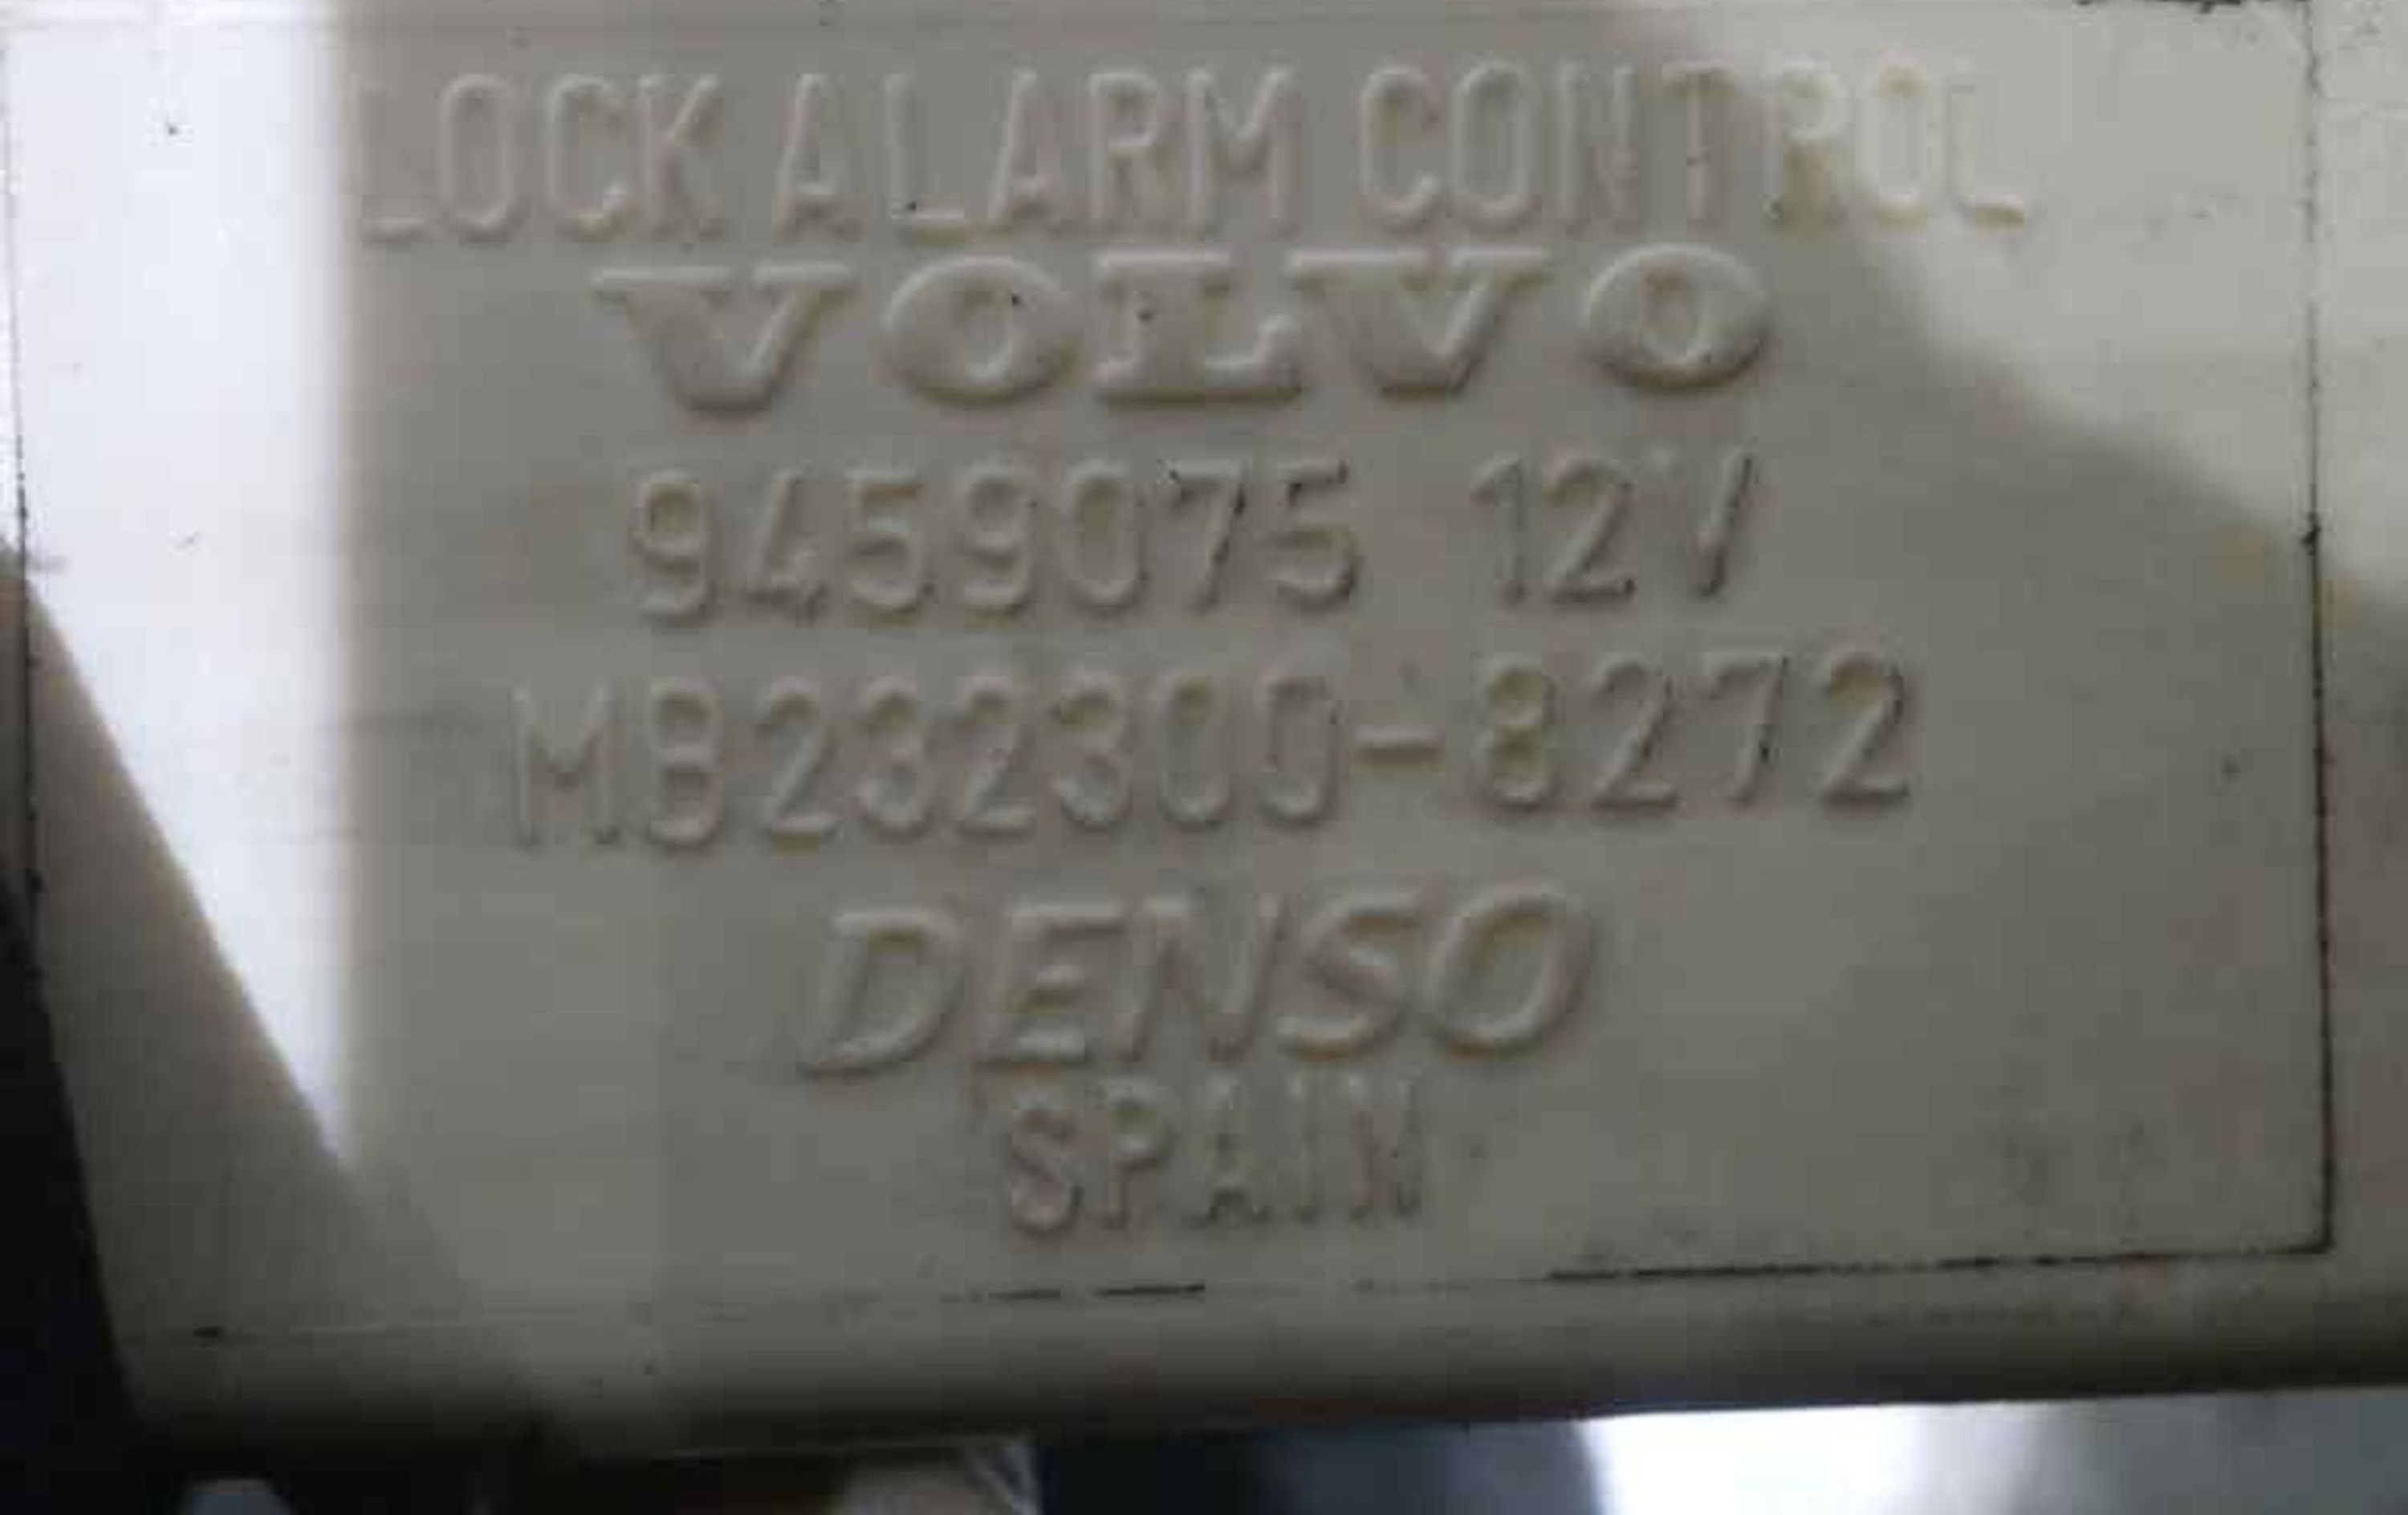 LOCK ALARM CONTROL
VOLVO
9459075 12V
MB232300-8272
DENSO
SPAIN